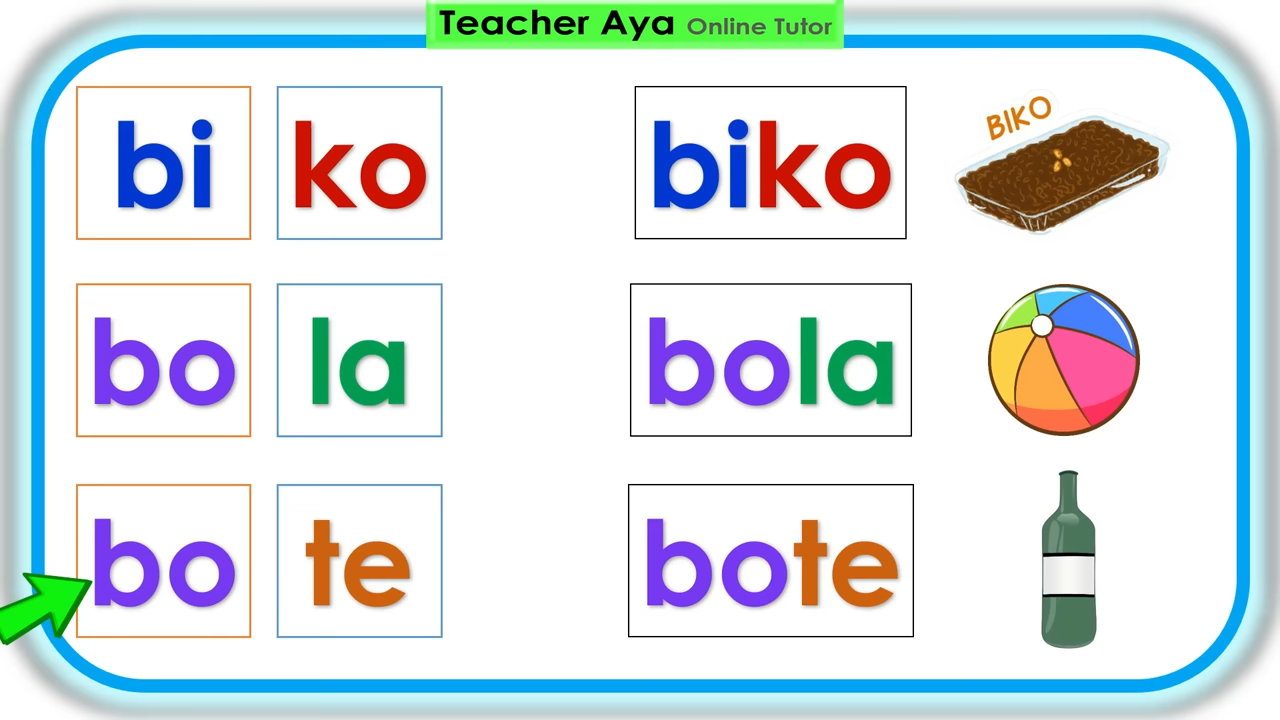 Teacher Aya Online Tutor
bi ko biko BIKO
bo la bola
bo te bote